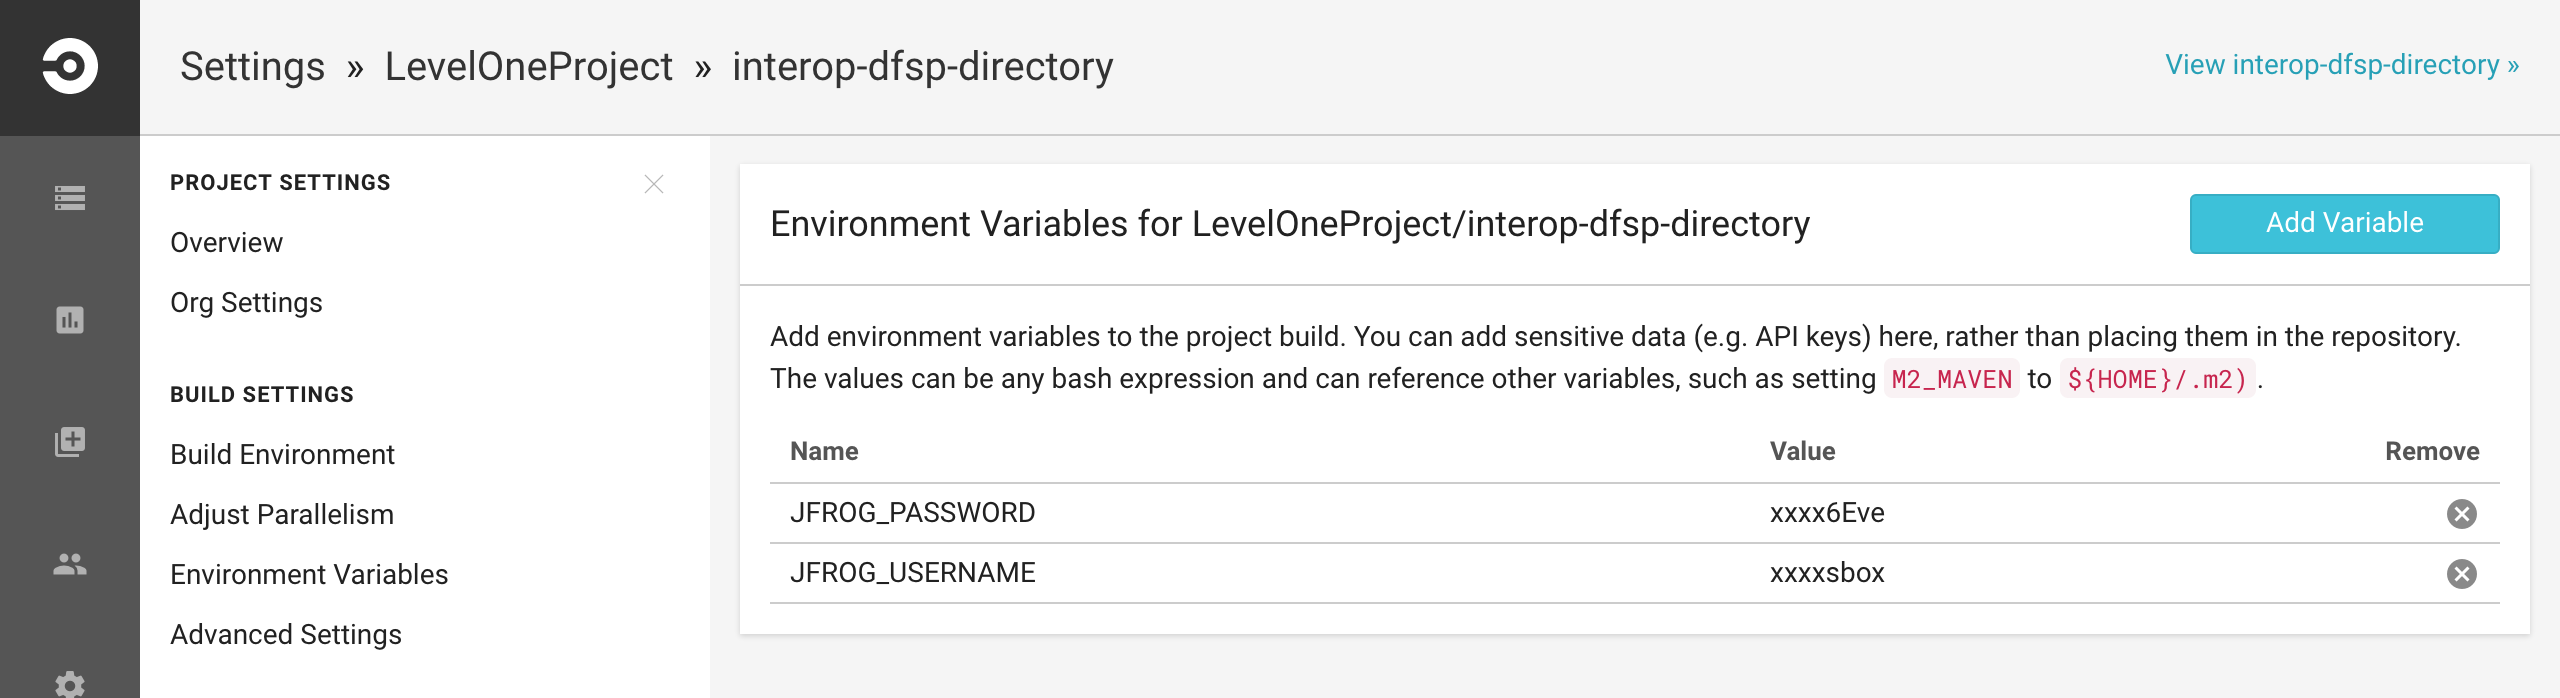 Settings » LevelOneProject » interop-dfsp-directory
View interop-dfsp-directory »
PROJECT SETTINGS
Overview
Org Settings
BUILD SETTINGS
Build Environment
Adjust Parallelism
Environment Variables
Advanced Settings
Environment Variables for LevelOneProject/interop-dfsp-directory
Add Variable
Add environment variables to the project build. You can add sensitive data (e.g. API keys) here, rather than placing them in the repository.
The values can be any bash expression and can reference other variables, such as setting M2_MAVEN to ${HOME}/.m2).
Name Value Remove
JFROG_PASSWORD xxxx6Eve
JFROG_USERNAME xxxxsbox